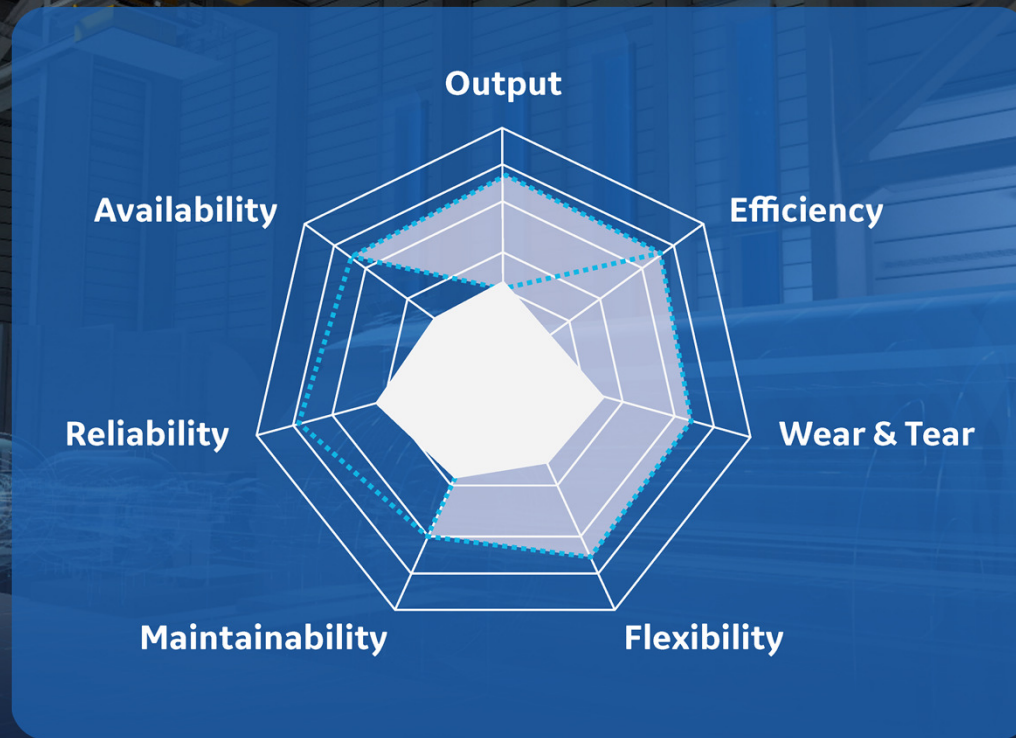 Output
Availability
Efficiency
Reliability
Wear & Tear
Maintainability
Flexibility